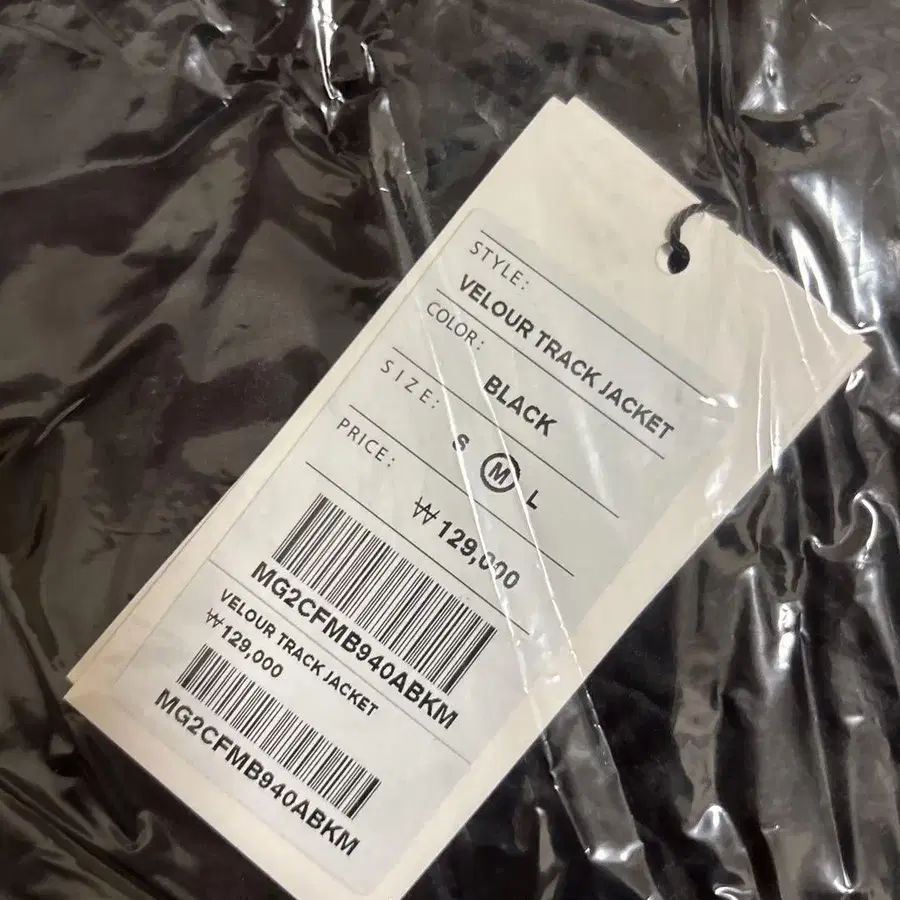 STYLE:
VELOUR TRACK JACKET
COLOR:
BLACK
SIZE:
S M L
PRICE:
₩129,000
MG2CFMB940ABKM
VELOUR TRACK JACKET
₩129,000
MG2CFMB940ABKM